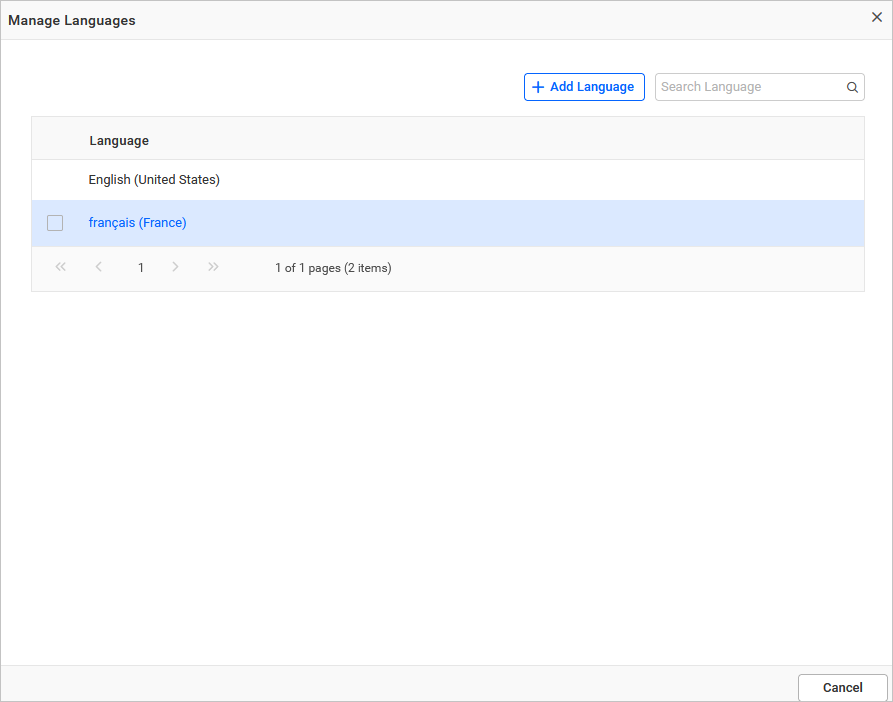 Manage Languages
Add Language
Search Language
Language
English (United States)
français (France)
1
1 of 1 pages (2 items)
Cancel